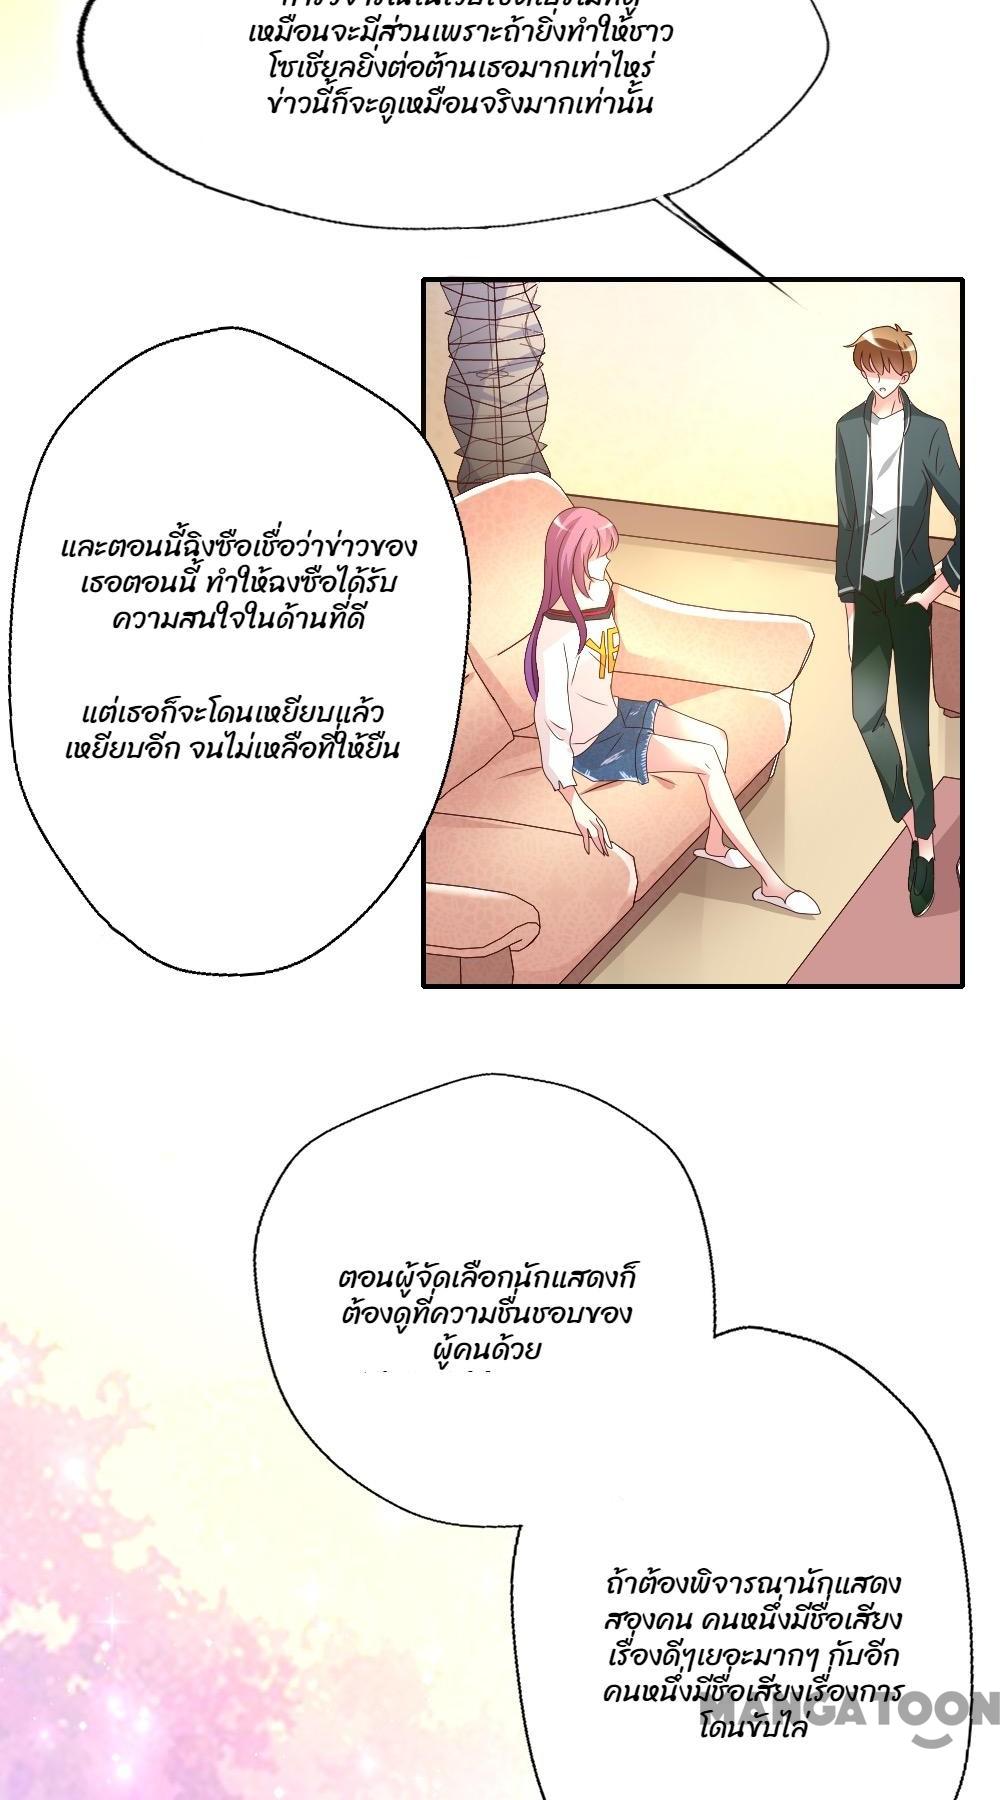 เหมือนจะมีส่วนเพราะถ้ายิ่งทำให้ชาว
โซเชียลยิ่งต่อต้านเธอมากเท่าไหร่
ข่าวนี้ก็จะดูเหมือนจริงมากเท่านั้น
และตอนนี้ฉิงซือเชื่อว่าข่าวของ
เธอตอนนี้ ทำให้ฉงซือได้รับ
ความสนใจในด้านที่ดี
แต่เธอก็จะโดนเหยียบแล้ว
เหยียบอีก จนไม่เหลือที่ให้ยืน
YE
ตอนผู้จัดเลือกนักแสดงก็
ต้องดูที่ความชื่นชอบของ
ผู้คนด้วย
ถ้าต้องพิจารณานักแสดง
สองคน คนหนึ่งมีชื่อเสียง
เรื่องดีๆเยอะมากๆ กับอีก
คนหนึ่งมีชื่อเสียงเรื่องการ
โดนขับไล่
MANGATOON